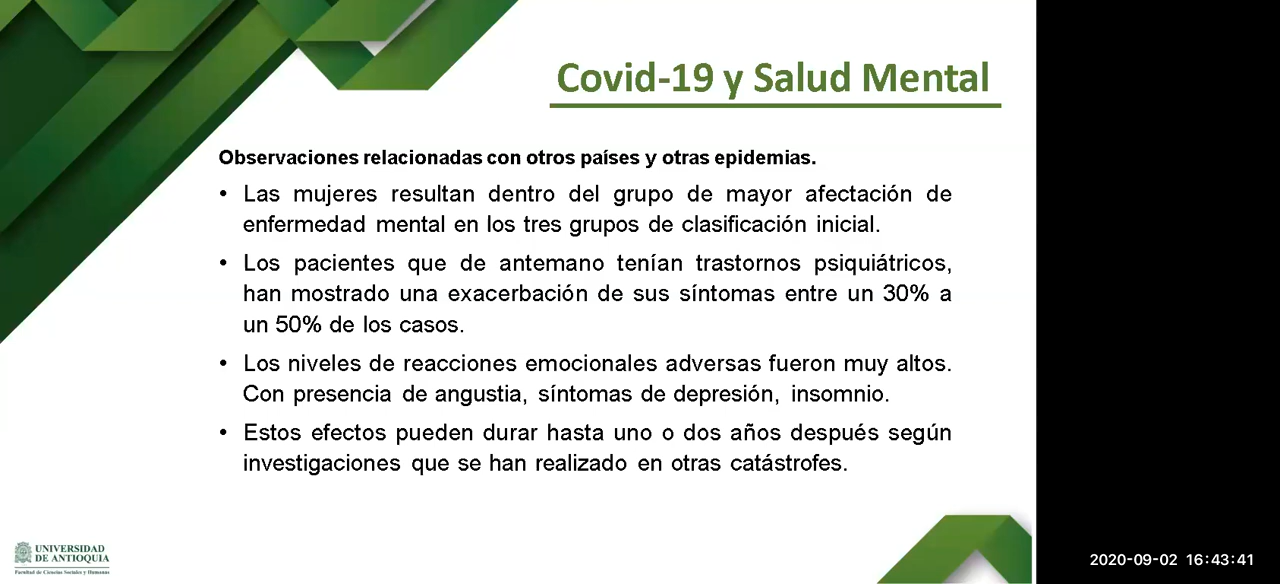 Covid-19 y Salud Mental
Observaciones relacionadas con otros países y otras epidemias.
• Las mujeres resultan dentro del grupo de mayor afectación de
enfermedad mental en los tres grupos de clasificación inicial.
• Los pacientes que de antemano tenían trastornos psiquiátricos,
han mostrado una exacerbación de sus síntomas entre un 30% a
un 50% de los casos.
• Los niveles de reacciones emocionales adversas fueron muy altos.
Con presencia de angustia, síntomas de depresión, insomnio.
• Estos efectos pueden durar hasta uno o dos años después según
investigaciones que se han realizado en otras catástrofes.
UNIVERSIDAD
DE ANTIOQUIA
Facultad de Ciencias Sociales y Humanas
2020-09-02 16:43:41